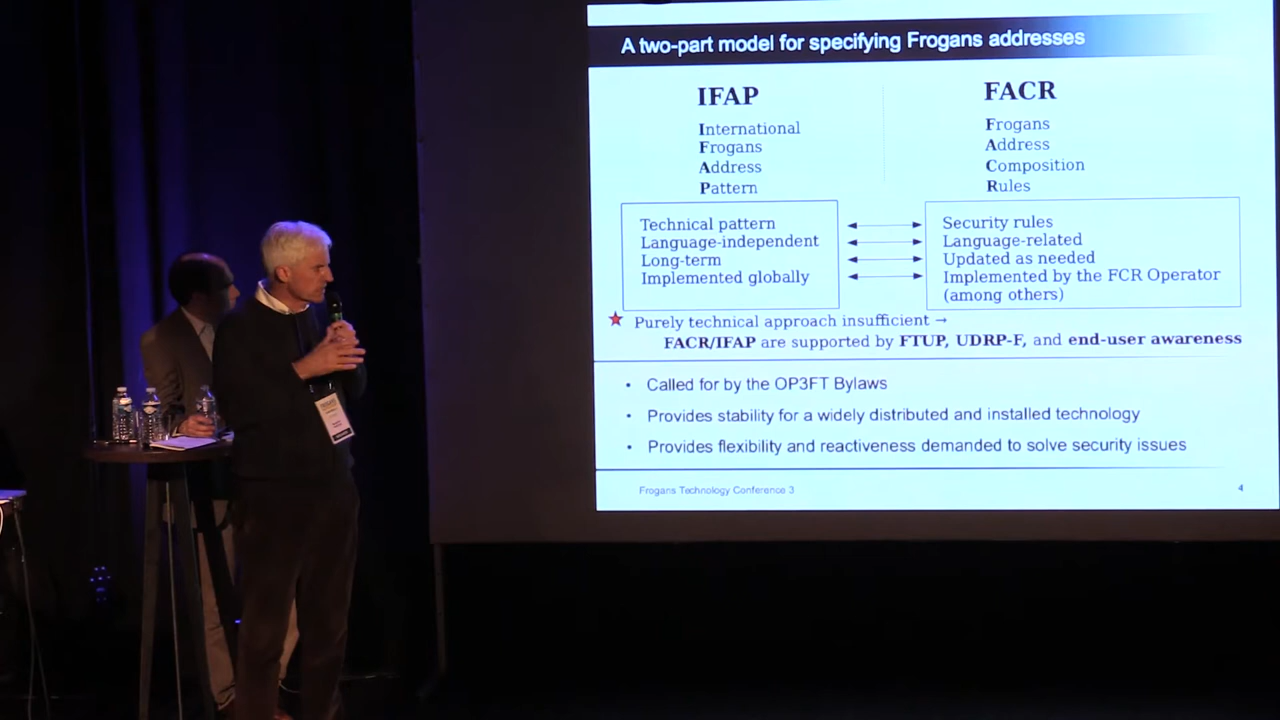 A two-part model for specifying Frogans addresses
IFAP
International
Frogans
Address
Pattern
FACR
Frogans
Address
Composition
Rules
Technical pattern
Language-independent
Long-term
Implemented globally
Security rules
Language-related
Updated as needed
Implemented by the FCR Operator
(among others)
Purely technical approach insufficient →
FACR/IFAP are supported by FTUP, UDRP-F, and end-user awareness
• Called for by the OP3FT Bylaws
• Provides stability for a widely distributed and installed technology
• Provides flexibility and reactiveness demanded to solve security issues
Frogans Technology Conference 3
4